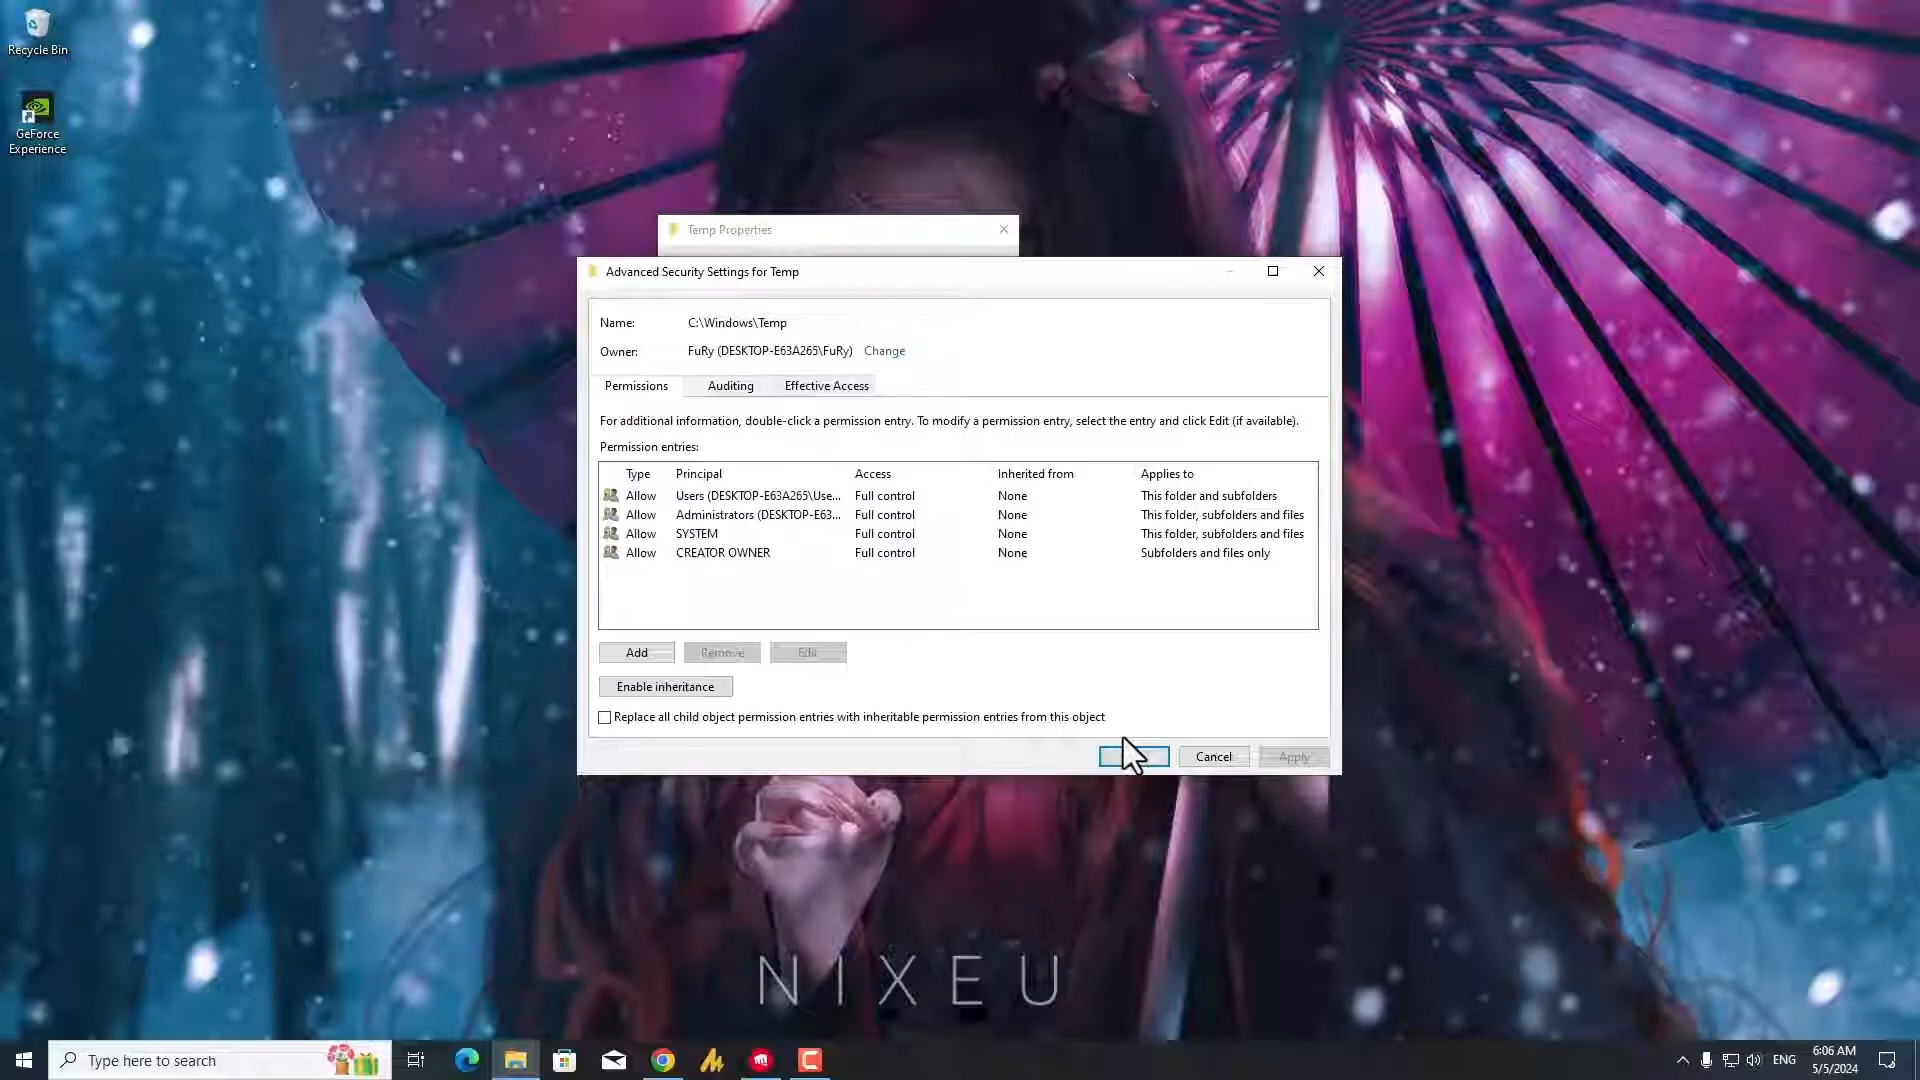 Recycle Bin
GeForce
Experience
Temp Properties
Advanced Security Settings for Temp
Name: C:\Windows\Temp
Owner: FuRy (DESKTOP-E63A265\FuRy) Change
Permissions Auditing Effective Access
For additional information, double-click a permission entry. To modify a permission entry, select the entry and click Edit (if available).
Permission entries:
Type Principal Access Inherited from Applies to
Allow Users (DESKTOP-E63A265\Use... Full control None This folder and subfolders
Allow Administrators (DESKTOP-E63... Full control None This folder, subfolders and files
Allow SYSTEM Full control None This folder, subfolders and files
Allow CREATOR OWNER Full control None Subfolders and files only
Add Remove Edit
Enable inheritance
Replace all child object permission entries with inheritable permission entries from this object
Cancel Apply
NIXEU
Type here to search
ENG
6:06 AM
5/5/2024